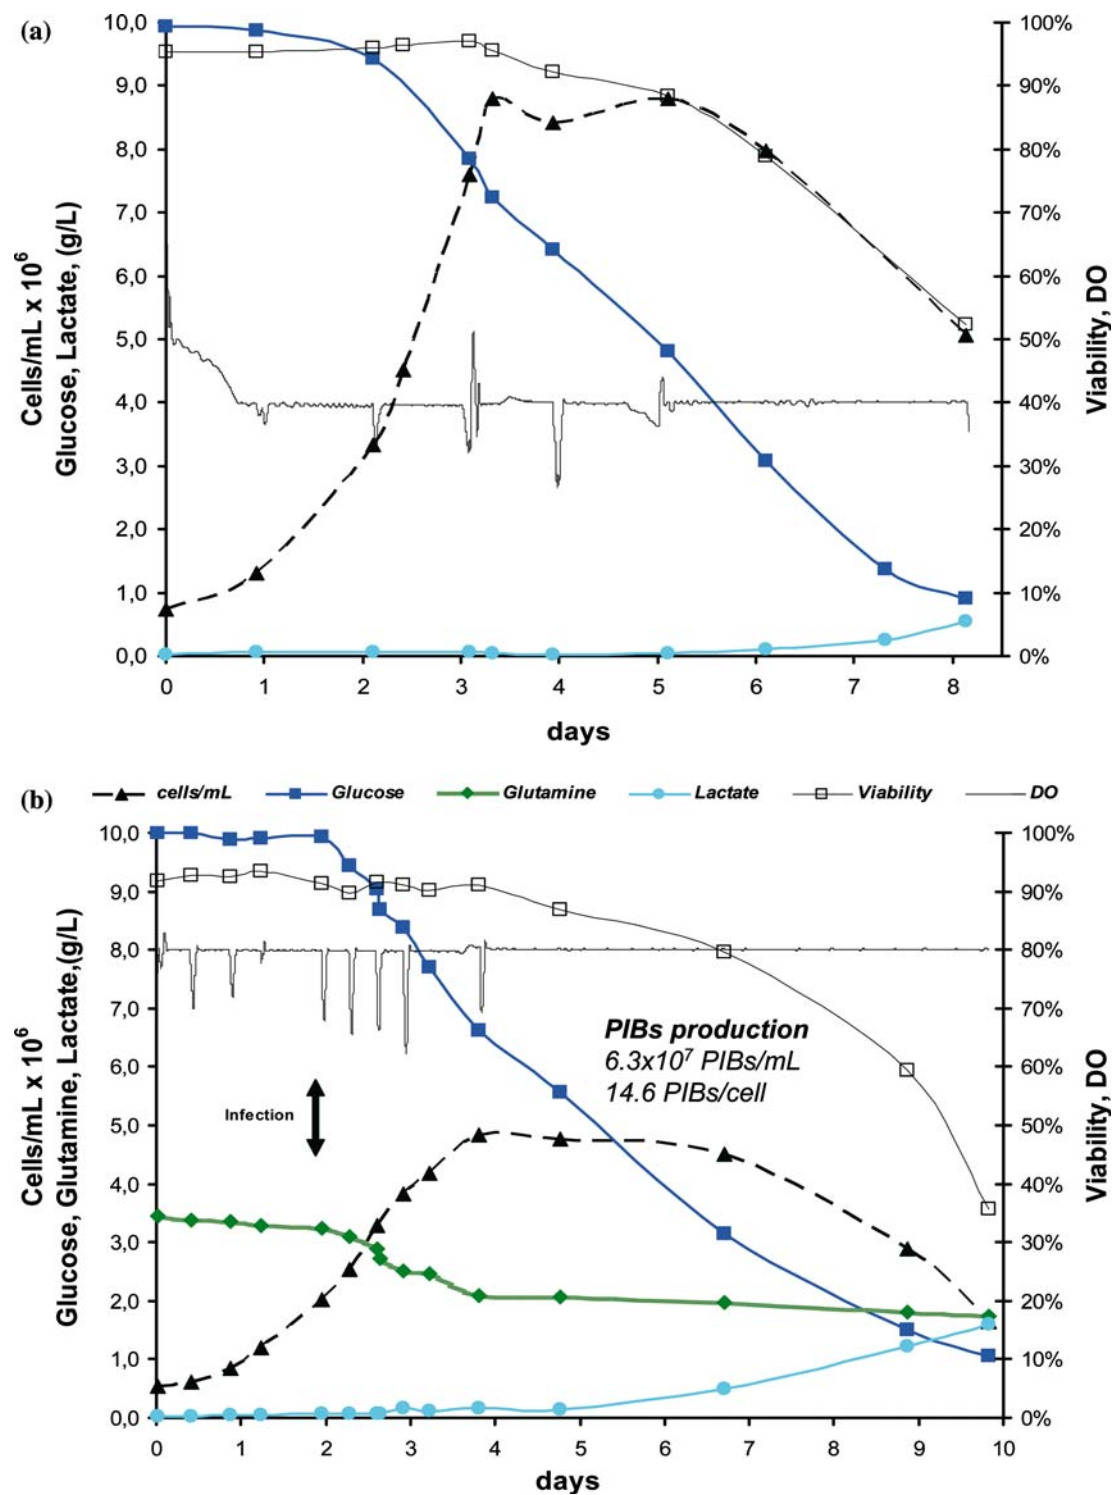 (a)
10,0
9,0
8,0
7,0
6,0
5,0
4,0
3,0
2,0
1,0
0,0
Cells/mL x 10⁶
Glucose, Lactate, (g/L)
100%
90%
80%
70%
60%
50%
40%
30%
20%
10%
0%
Viability, DO
0 1 2 3 4 5 6 7 8
days
(b)
cells/mL Glucose Glutamine Lactate Viability DO
10,0
9,0
8,0
7,0
6,0
5,0
4,0
3,0
2,0
1,0
0,0
Cells/mL x 10⁶
Glucose, Glutamine, Lactate,(g/L)
Infection
PIBs production
6.3x10⁷ PIBs/mL
14.6 PIBs/cell
100%
90%
80%
70%
60%
50%
40%
30%
20%
10%
0%
Viability, DO
0 1 2 3 4 5 6 7 8 9 10
days